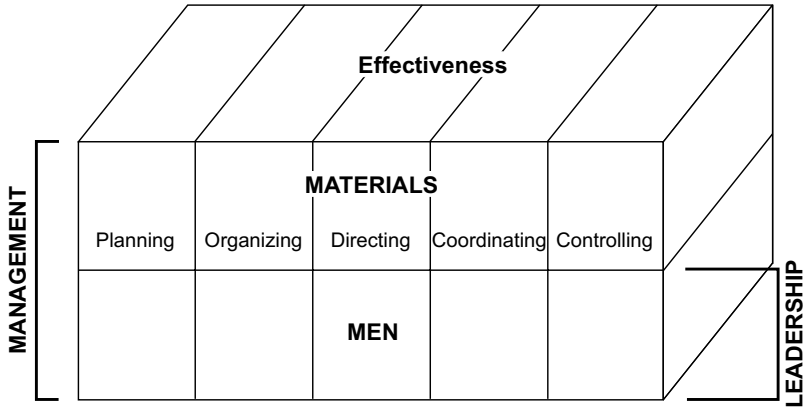 Effectiveness
MATERIALS
Planning Organizing Directing Coordinating Controlling
MEN
MANAGEMENT
LEADERSHIP